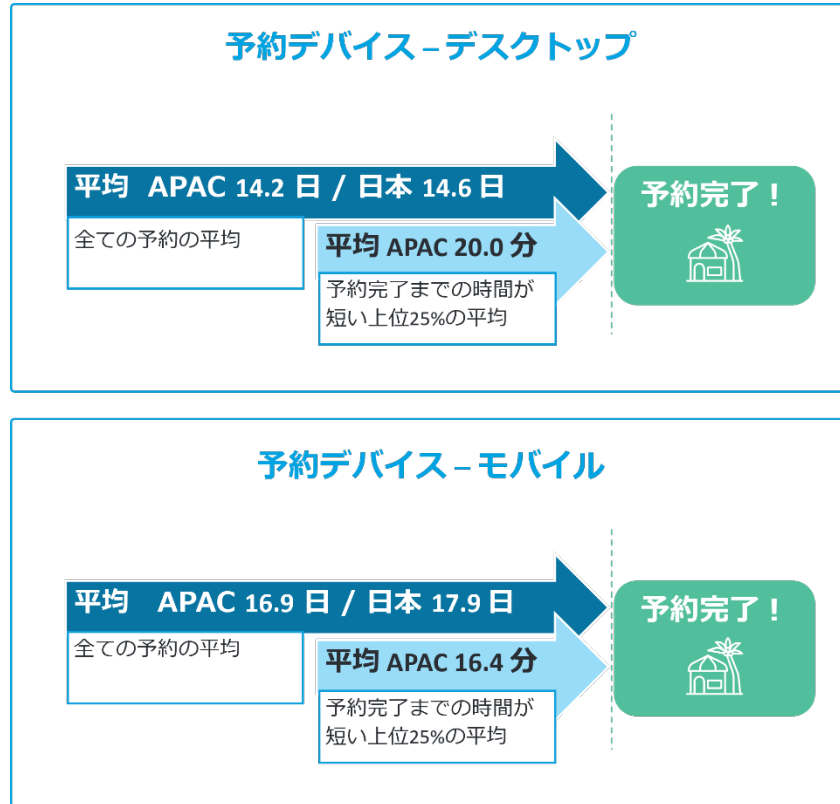 予約デバイス – デスクトップ
平均 APAC 14.2 日 / 日本 14.6 日
予約完了！
全ての予約の平均
平均 APAC 20.0 分
予約完了までの時間が
短い上位25%の平均
予約デバイス – モバイル
平均 APAC 16.9 日 / 日本 17.9 日
予約完了！
全ての予約の平均
平均 APAC 16.4 分
予約完了までの時間が
短い上位25%の平均